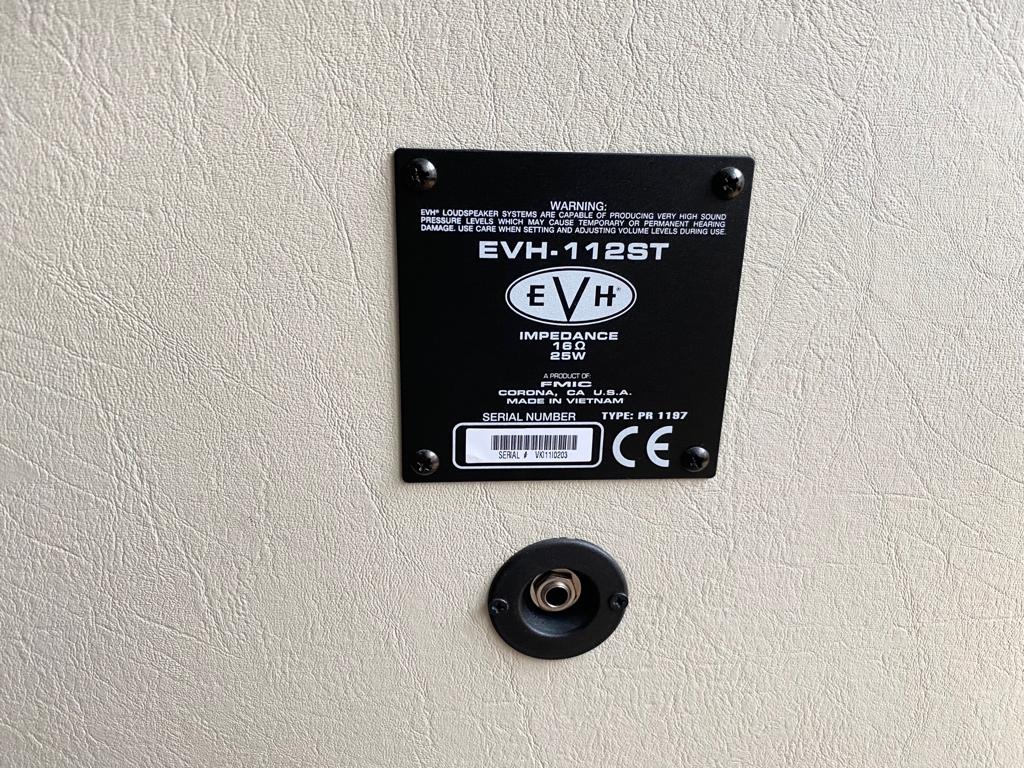 WARNING:
EVH® LOUDSPEAKER SYSTEMS ARE CAPABLE OF PRODUCING VERY HIGH SOUND
PRESSURE LEVELS WHICH MAY CAUSE TEMPORARY OR PERMANENT HEARING
DAMAGE. USE CARE WHEN SETTING AND ADJUSTING VOLUME LEVELS DURING USE.
EVH-112ST
EVH®
IMPEDANCE
16Ω
25W
A PRODUCT OF:
FMIC
CORONA, CA U.S.A.
MADE IN VIETNAM
SERIAL NUMBER TYPE: PR 1197
SERIAL # VKI11I0203
CE